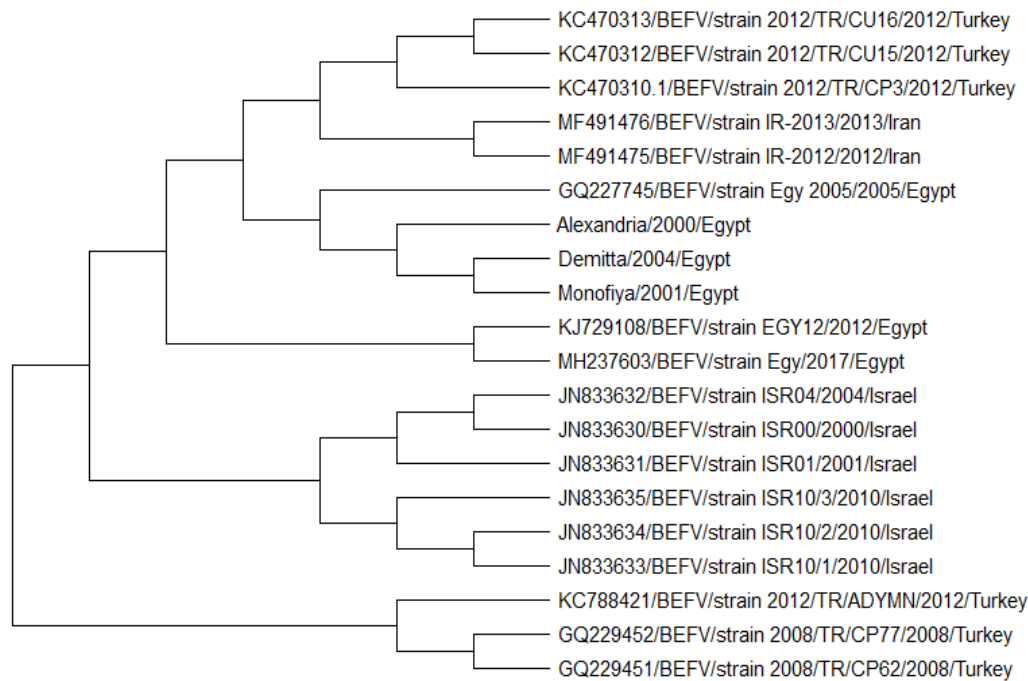 KC470313/BEFV/strain 2012/TR/CU16/2012/Turkey
KC470312/BEFV/strain 2012/TR/CU15/2012/Turkey
KC470310.1/BEFV/strain 2012/TR/CP3/2012/Turkey
MF491476/BEFV/strain IR-2013/2013/Iran
MF491475/BEFV/strain IR-2012/2012/Iran
GQ227745/BEFV/strain Egy 2005/2005/Egypt
Alexandria/2000/Egypt
Demitta/2004/Egypt
Monofiya/2001/Egypt
KJ729108/BEFV/strain EGY12/2012/Egypt
MH237603/BEFV/strain Egy/2017/Egypt
JN833632/BEFV/strain ISR04/2004/Israel
JN833630/BEFV/strain ISR00/2000/Israel
JN833631/BEFV/strain ISR01/2001/Israel
JN833635/BEFV/strain ISR10/3/2010/Israel
JN833634/BEFV/strain ISR10/2/2010/Israel
JN833633/BEFV/strain ISR10/1/2010/Israel
KC788421/BEFV/strain 2012/TR/ADYMN/2012/Turkey
GQ229452/BEFV/strain 2008/TR/CP77/2008/Turkey
GQ229451/BEFV/strain 2008/TR/CP62/2008/Turkey